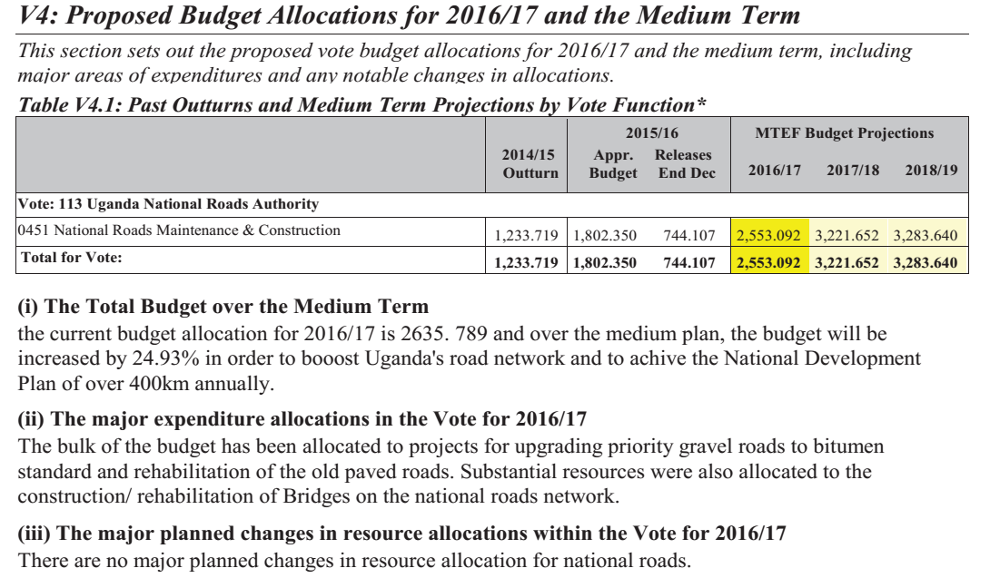 V4: Proposed Budget Allocations for 2016/17 and the Medium Term
This section sets out the proposed vote budget allocations for 2016/17 and the medium term, including
major areas of expenditures and any notable changes in allocations.
Table V4.1: Past Outturns and Medium Term Projections by Vote Function*
2015/16 MTEF Budget Projections
2014/15 Appr. Releases
Outturn Budget End Dec 2016/17 2017/18 2018/19
Vote: 113 Uganda National Roads Authority
0451 National Roads Maintenance & Construction 1,233.719 1,802.350 744.107 2,553.092 3,221.652 3,283.640
Total for Vote: 1,233.719 1,802.350 744.107 2,553.092 3,221.652 3,283.640
(i) The Total Budget over the Medium Term
the current budget allocation for 2016/17 is 2635. 789 and over the medium plan, the budget will be
increased by 24.93% in order to booost Uganda's road network and to achive the National Development
Plan of over 400km annually.
(ii) The major expenditure allocations in the Vote for 2016/17
The bulk of the budget has been allocated to projects for upgrading priority gravel roads to bitumen
standard and rehabilitation of the old paved roads. Substantial resources were also allocated to the
construction/ rehabilitation of Bridges on the national roads network.
(iii) The major planned changes in resource allocations within the Vote for 2016/17
There are no major planned changes in resource allocation for national roads.